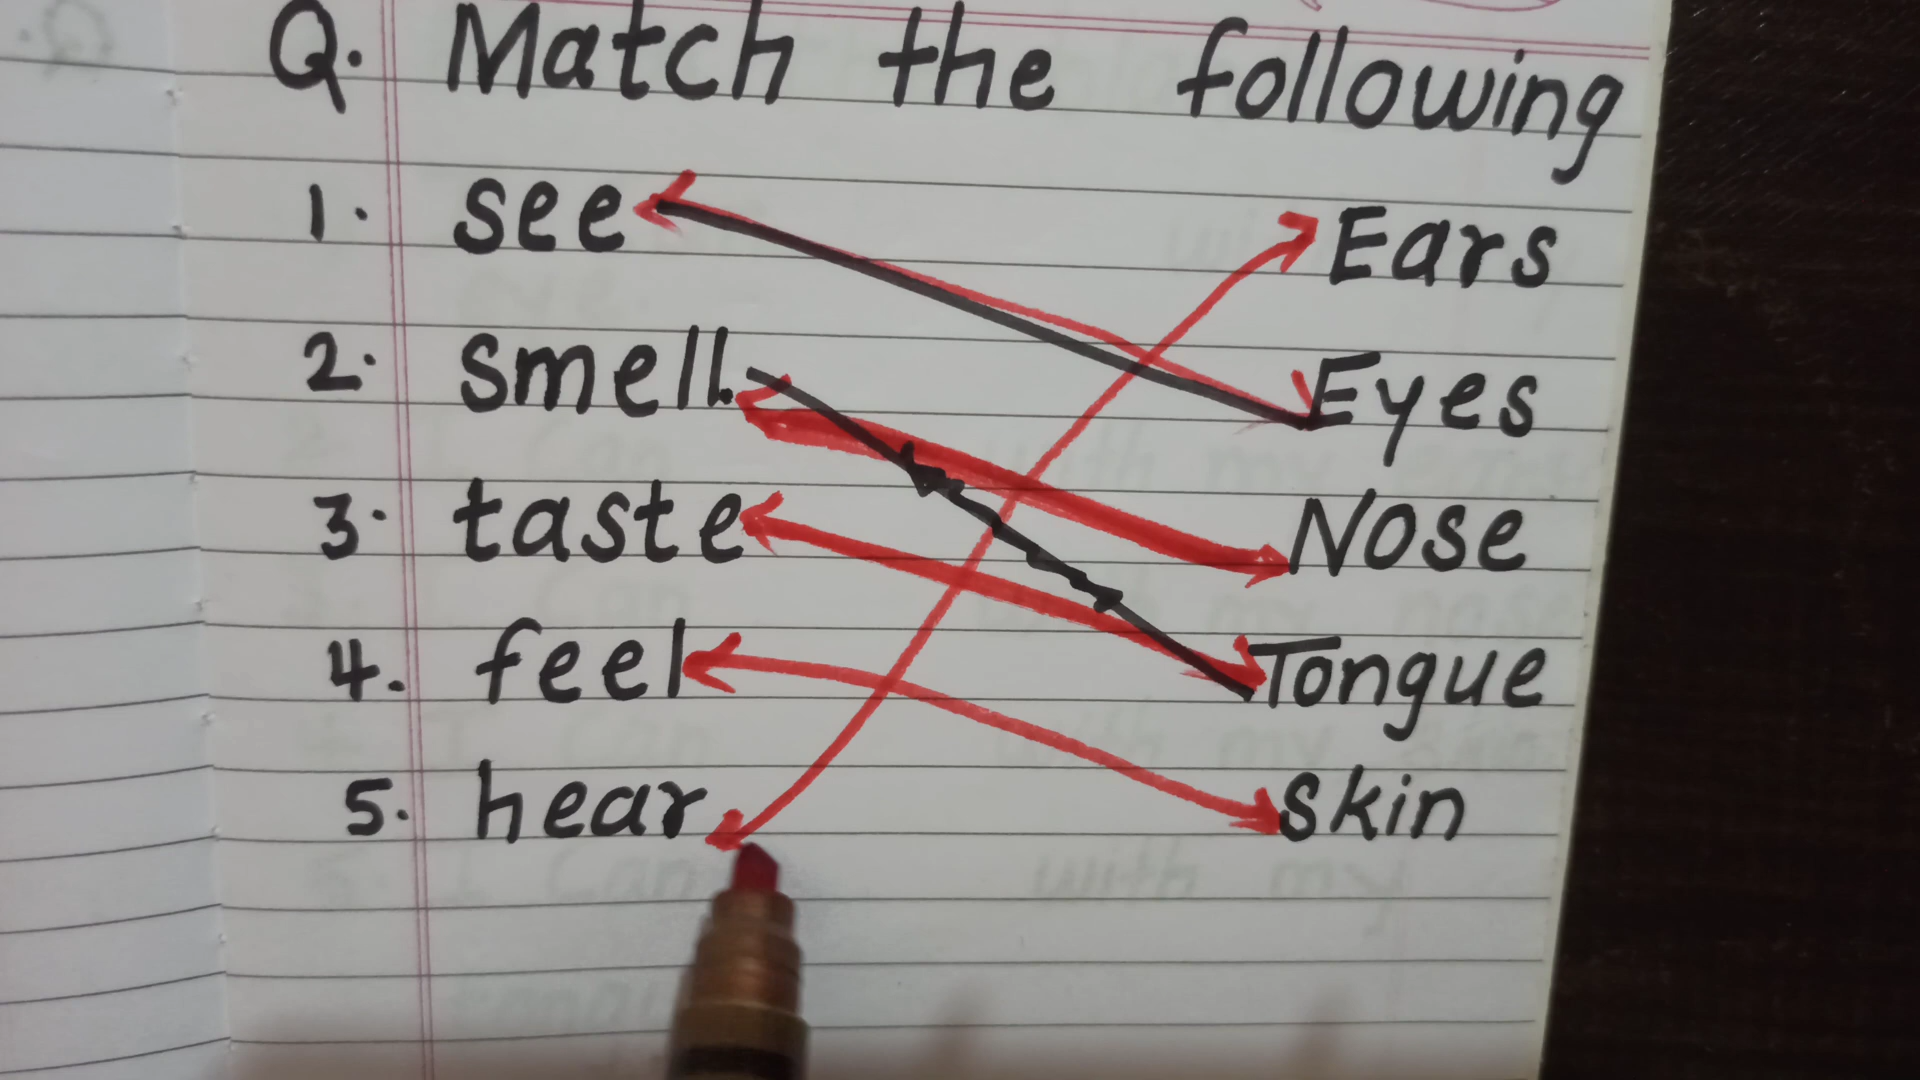 Q. Match the following
1. see Ears
2. smell. Eyes
3. taste Nose
4. feel Tongue
5. hear skin